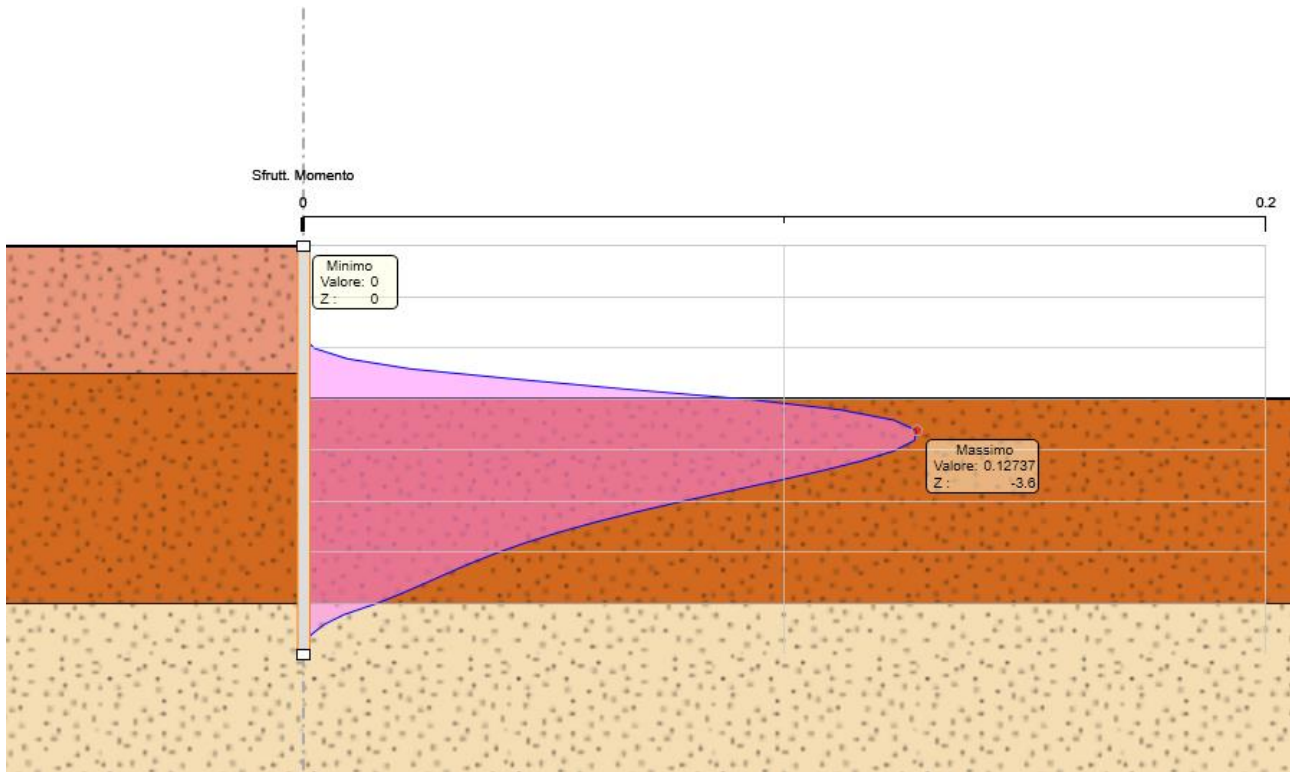 Sfrutt. Momento
0
0.2
Minimo
Valore: 0
Z : 0
Massimo
Valore: 0.12737
Z : -3.6